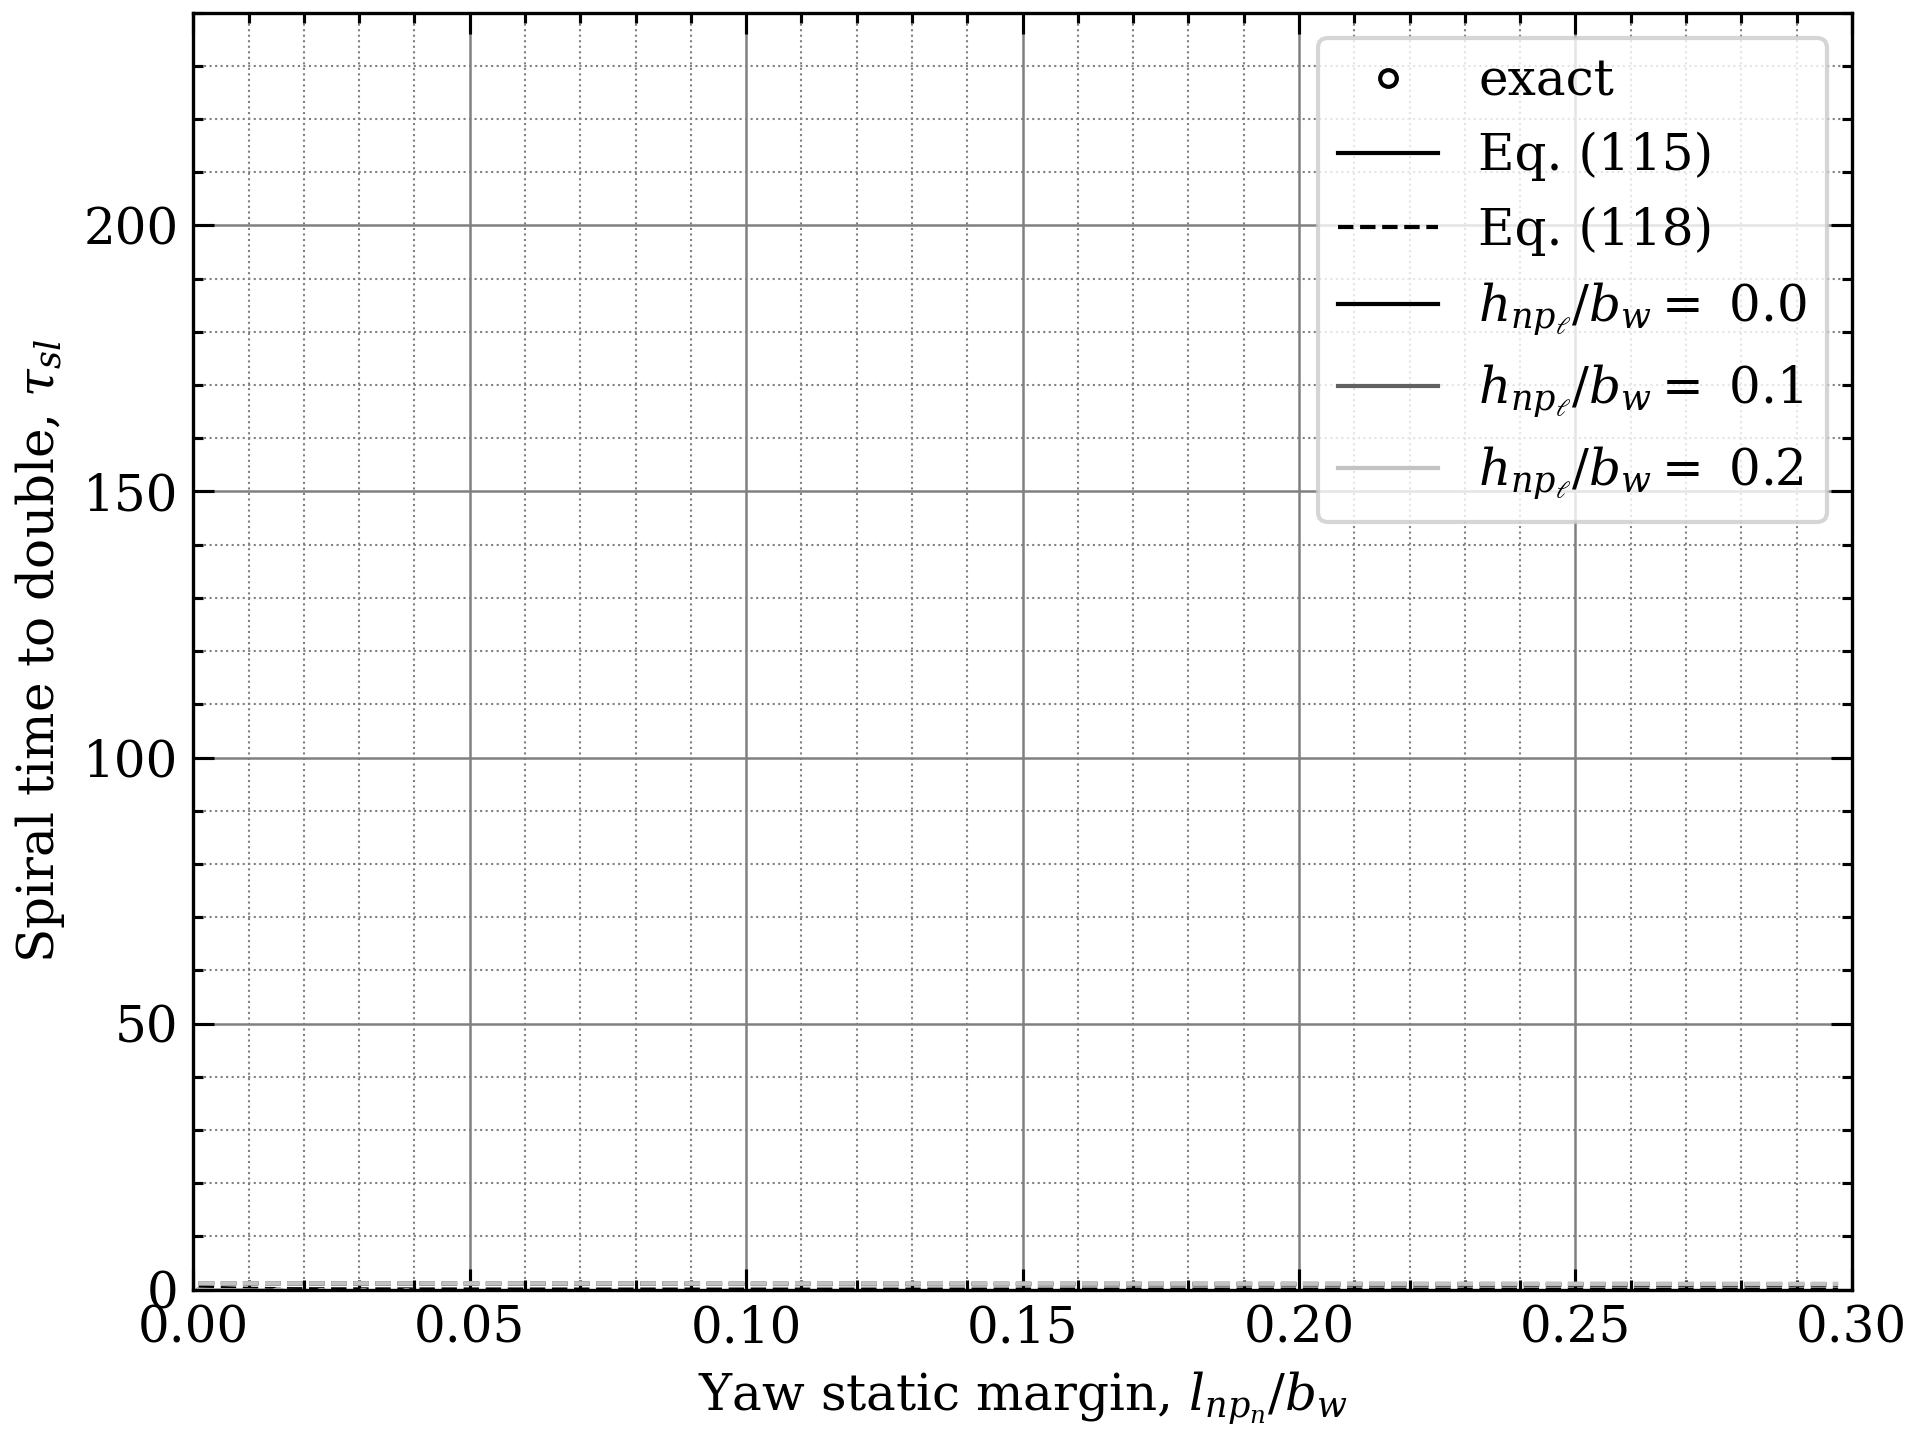 exact
Eq. (115)
Eq. (118)
h_{np_ℓ}/b_w = 0.0
h_{np_ℓ}/b_w = 0.1
h_{np_ℓ}/b_w = 0.2
Spiral time to double, τ_{sl}
200
150
100
50
0
0.00 0.05 0.10 0.15 0.20 0.25 0.30
Yaw static margin, l_{np_n}/b_w